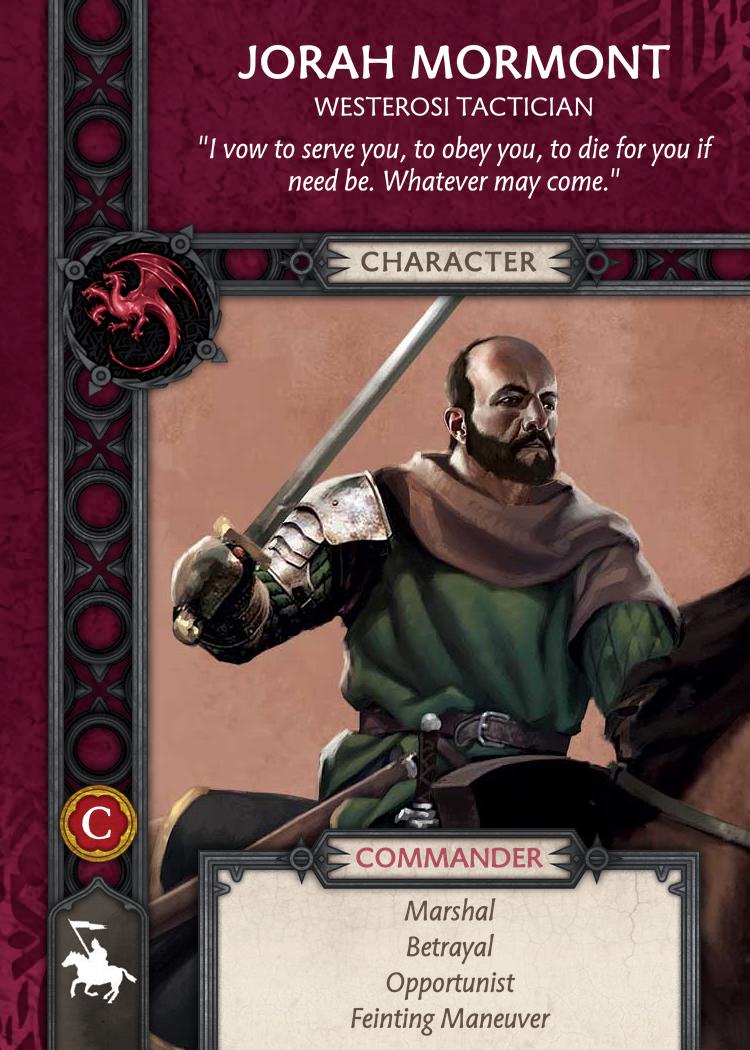 JORAH MORMONT
WESTEROSI TACTICIAN
"I vow to serve you, to obey you, to die for you if
need be. Whatever may come."
CHARACTER
C
COMMANDER
Marshal
Betrayal
Opportunist
Feinting Maneuver